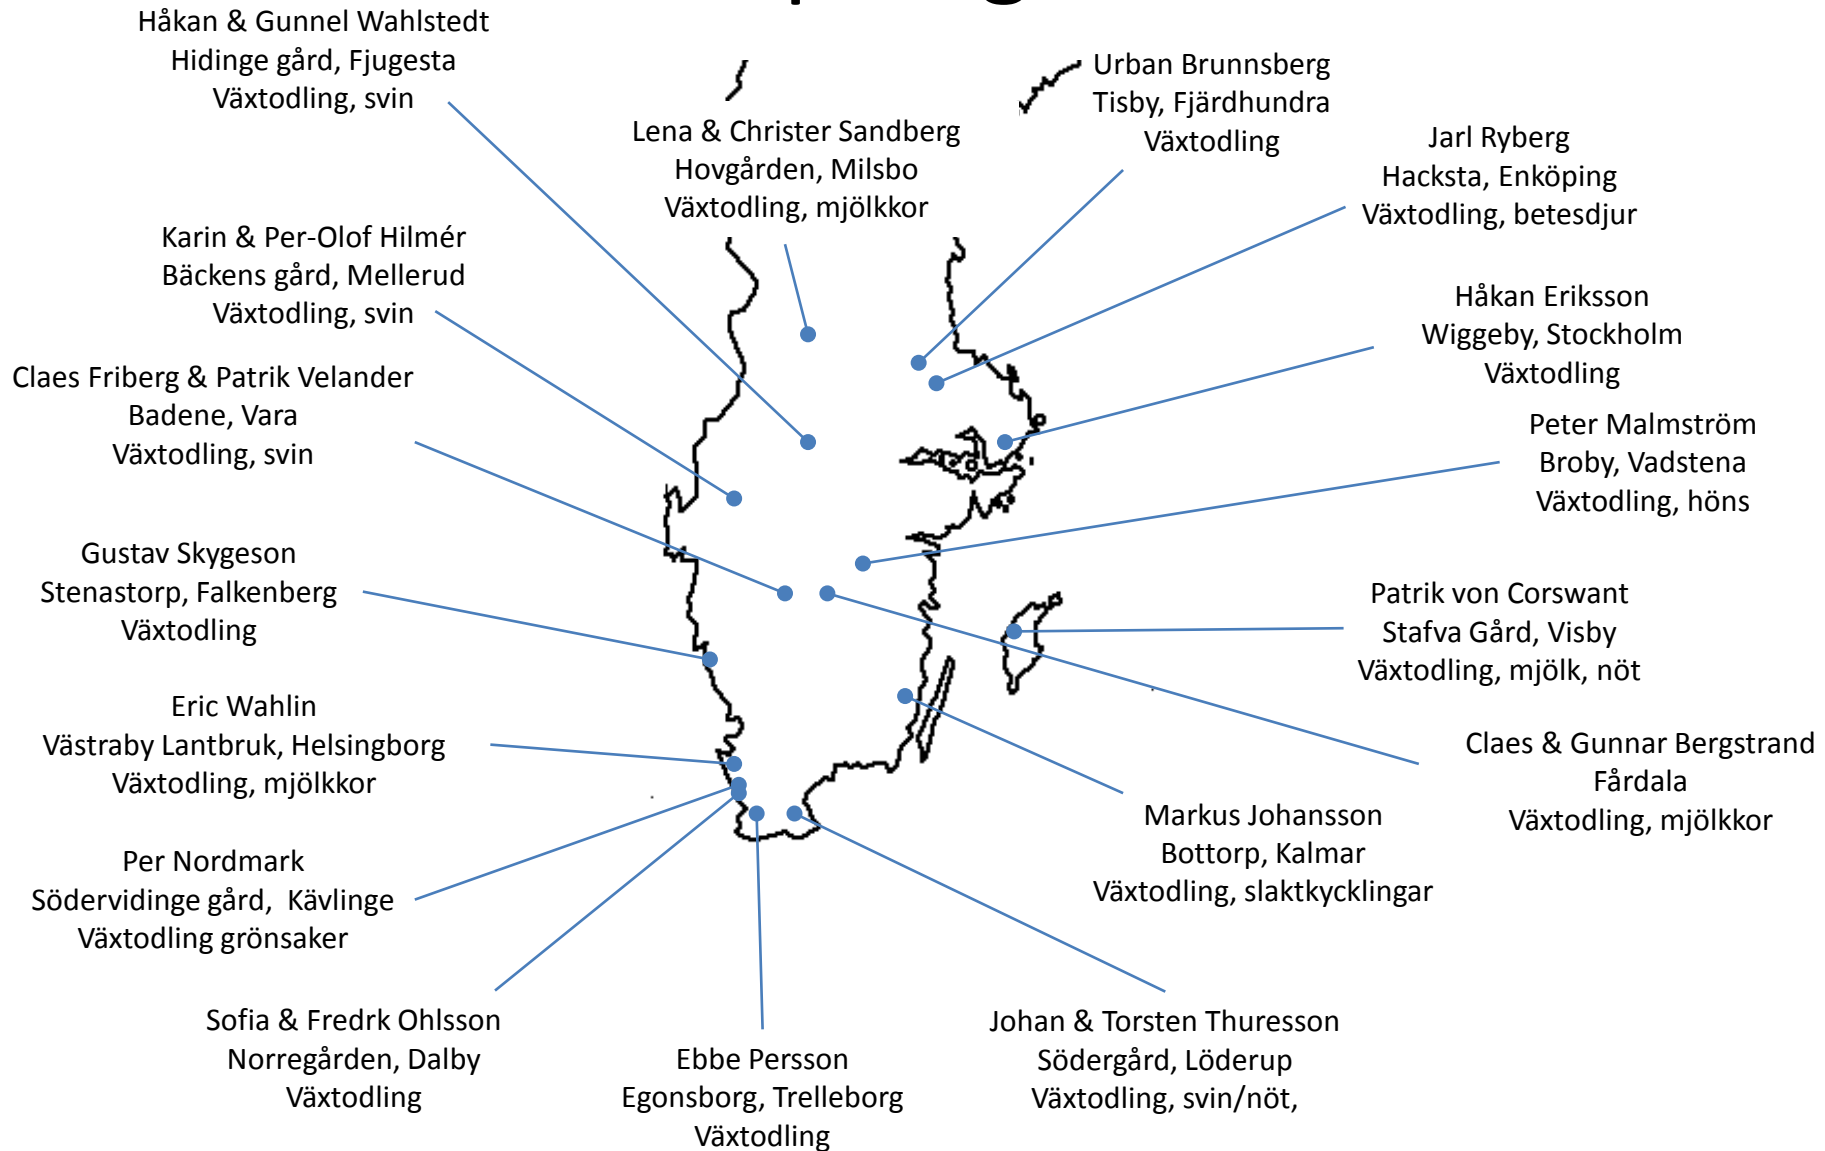 Håkan & Gunnel Wahlstedt
Hidinge gård, Fjugesta
Växtodling, svin
Lena & Christer Sandberg
Hovgården, Milsbo
Växtodling, mjölkkor
Urban Brunnsberg
Tisby, Fjärdhundra
Växtodling
Jarl Ryberg
Hacksta, Enköping
Växtodling, betesdjur
Karin & Per-Olof Hilmér
Bäckens gård, Mellerud
Växtodling, svin
Håkan Eriksson
Wiggeby, Stockholm
Växtodling
Claes Friberg & Patrik Velander
Badene, Vara
Växtodling, svin
Peter Malmström
Broby, Vadstena
Växtodling, höns
Gustav Skygeson
Stenastorp, Falkenberg
Växtodling
Patrik von Corswant
Stafva Gård, Visby
Växtodling, mjölk, nöt
Eric Wahlin
Västraby Lantbruk, Helsingborg
Växtodling, mjölkkor
Claes & Gunnar Bergstrand
Fårdala
Växtodling, mjölkkor
Markus Johansson
Bottorp, Kalmar
Växtodling, slaktkycklingar
Per Nordmark
Södervidinge gård,  Kävlinge
Växtodling grönsaker
Sofia & Fredrk Ohlsson
Norregården, Dalby
Växtodling
Ebbe Persson
Egonsborg, Trelleborg
Växtodling
Johan & Torsten Thuresson
Södergård, Löderup
Växtodling, svin/nöt,